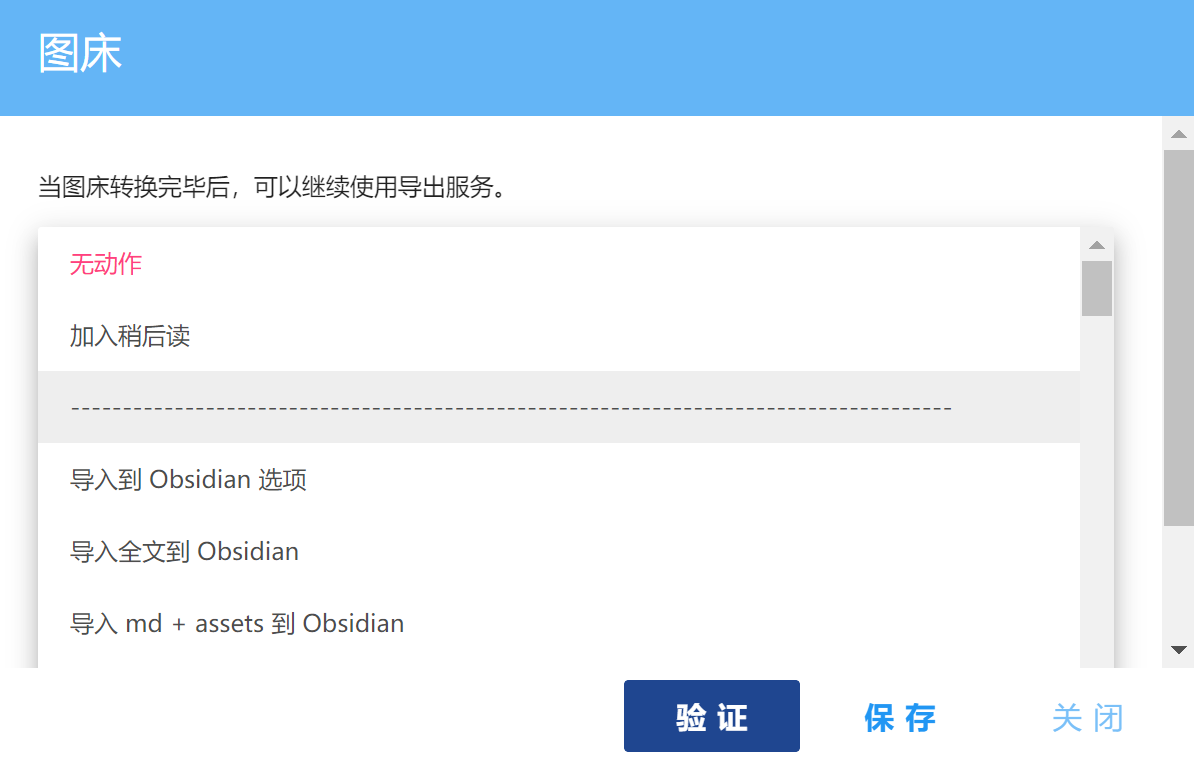 图床
当图床转换完毕后，可以继续使用导出服务。
无动作
加入稍后读
-------------------------------------------------------------------------------------
导入到 Obsidian 选项
导入全文到 Obsidian
导入 md + assets 到 Obsidian
验 证 保 存 关 闭